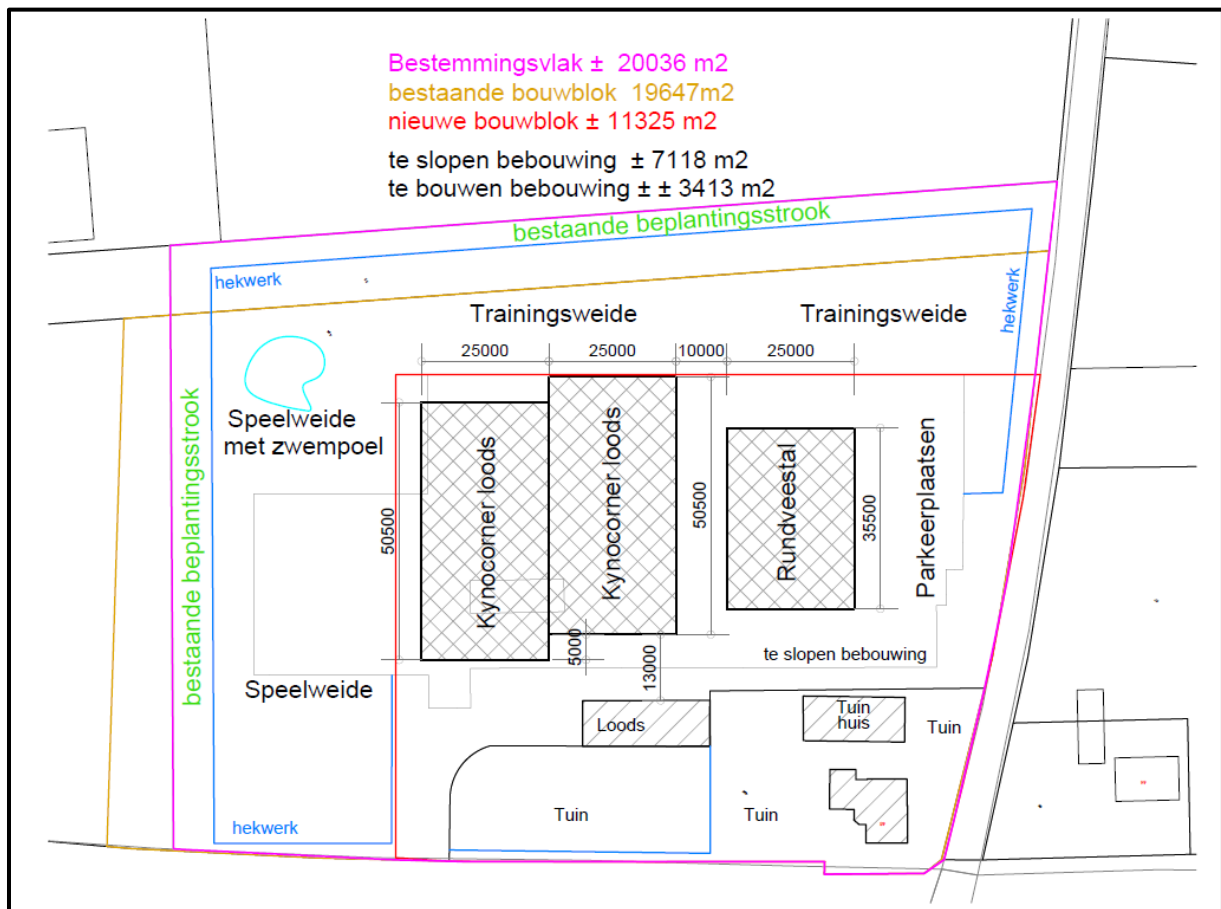 Bestemmingsvlak ± 20036 m2
bestaande bouwblok 19647m2
nieuwe bouwblok ± 11325 m2
te slopen bebouwing ± 7118 m2
te bouwen bebouwing ± ± 3413 m2
bestaande beplantingsstrook
hekwerk
hekwerk
Trainingsweide
Trainingsweide
25000
25000
10000
25000
Speelweide
met zwempoel
bestaande beplantingsstrook
50500
Kynocorner loods
Kynocorner loods
50500
Rundveestal
35500
Parkeerplaatsen
5000
13000
te slopen bebouwing
Speelweide
Loods
Tuin
huis
Tuin
Tuin
Tuin
hekwerk